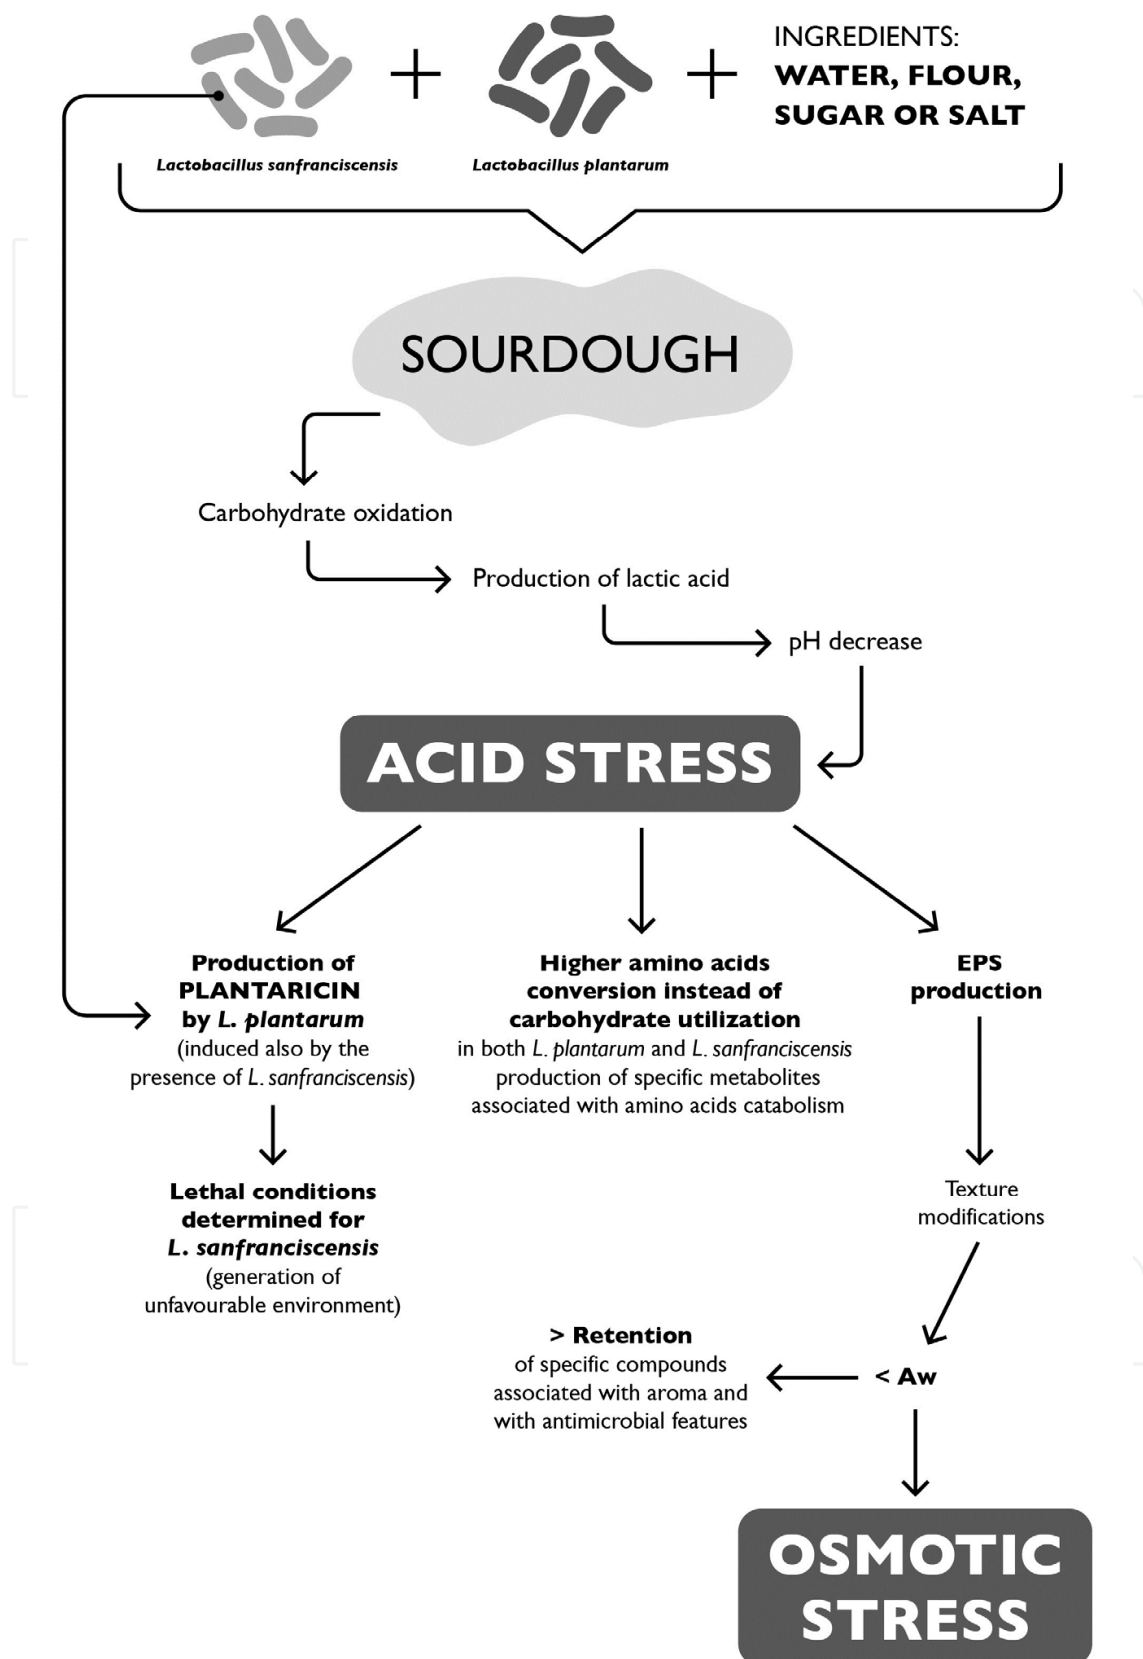 INGREDIENTS:
WATER, FLOUR,
SUGAR OR SALT
Lactobacillus sanfranciscensis
Lactobacillus plantarum
SOURDOUGH
Carbohydrate oxidation
Production of lactic acid
pH decrease
ACID STRESS
Production of
PLANTARICIN
by L. plantarum
(induced also by the
presence of L. sanfranciscensis)
Higher amino acids
conversion instead of
carbohydrate utilization
in both L. plantarum and L. sanfranciscensis
production of specific metabolites
associated with amino acids catabolism
EPS
production
Lethal conditions
determined for
L. sanfranciscensis
(generation of
unfavourable environment)
Texture
modifications
> Retention
of specific compounds
associated with aroma and
with antimicrobial features
< Aw
OSMOTIC
STRESS